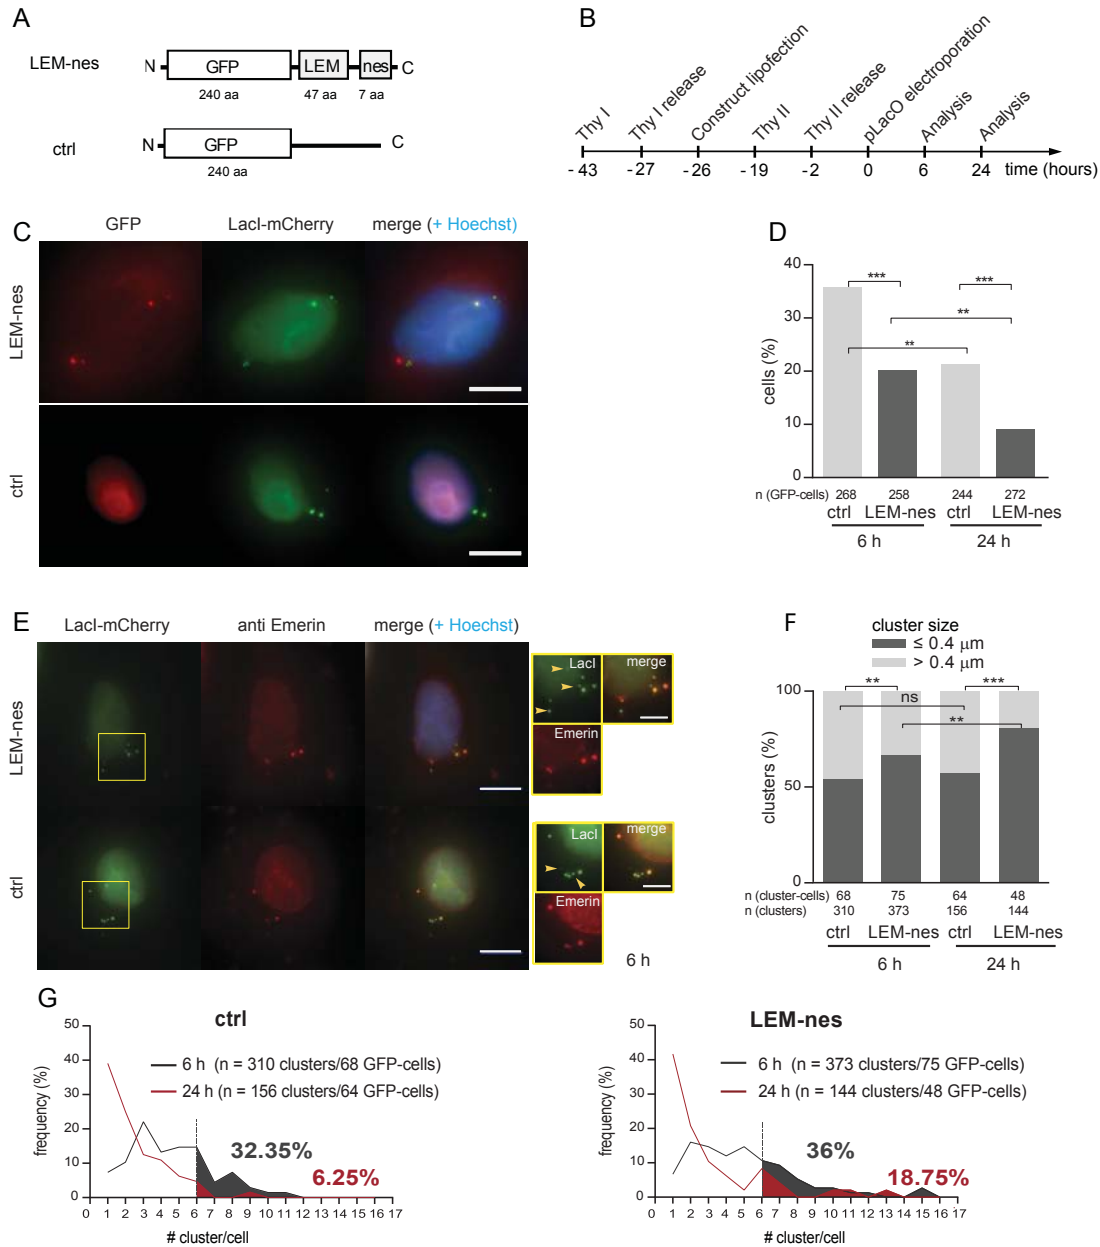 A
LEM-nes
N GFP LEM nes C
240 aa 47 aa 7 aa
ctrl
N GFP C
240 aa
B
Thy I
Thy I release
Construct lipofection
Thy II
Thy II release
pLacO electroporation
Analysis
Analysis
- 43 -27 -26 -19 -2 0 6 24 time (hours)
C
GFP LacI-mCherry merge (+ Hoechst)
LEM-nes
ctrl
D
cells (%)
40
30
20
10
0
*** *** ** **
n (GFP-cells) 268 258 244 272
ctrl LEM-nes ctrl LEM-nes
6 h 24 h
E
LacI-mCherry anti Emerin merge (+ Hoechst)
LEM-nes
LacI merge
Emerin
ctrl
LacI merge
Emerin
6 h
F
cluster size
≤ 0.4 μm
> 0.4 μm
clusters (%)
100
50
0
** ns *** **
n (cluster-cells) 68 75 64 48
n (clusters) 310 373 156 144
ctrl LEM-nes ctrl LEM-nes
6 h 24 h
G
ctrl
frequency (%)
50
40
30
20
10
0
6 h (n = 310 clusters/68 GFP-cells)
24 h (n = 156 clusters/64 GFP-cells)
32.35%
6.25%
0 1 2 3 4 5 6 7 8 9 10 11 12 13 14 15 16 17
# cluster/cell
LEM-nes
frequency (%)
50
40
30
20
10
0
6 h (n = 373 clusters/75 GFP-cells)
24 h (n = 144 clusters/48 GFP-cells)
36%
18.75%
0 1 2 3 4 5 6 7 8 9 10 11 12 13 14 15 16 17
# cluster/cell